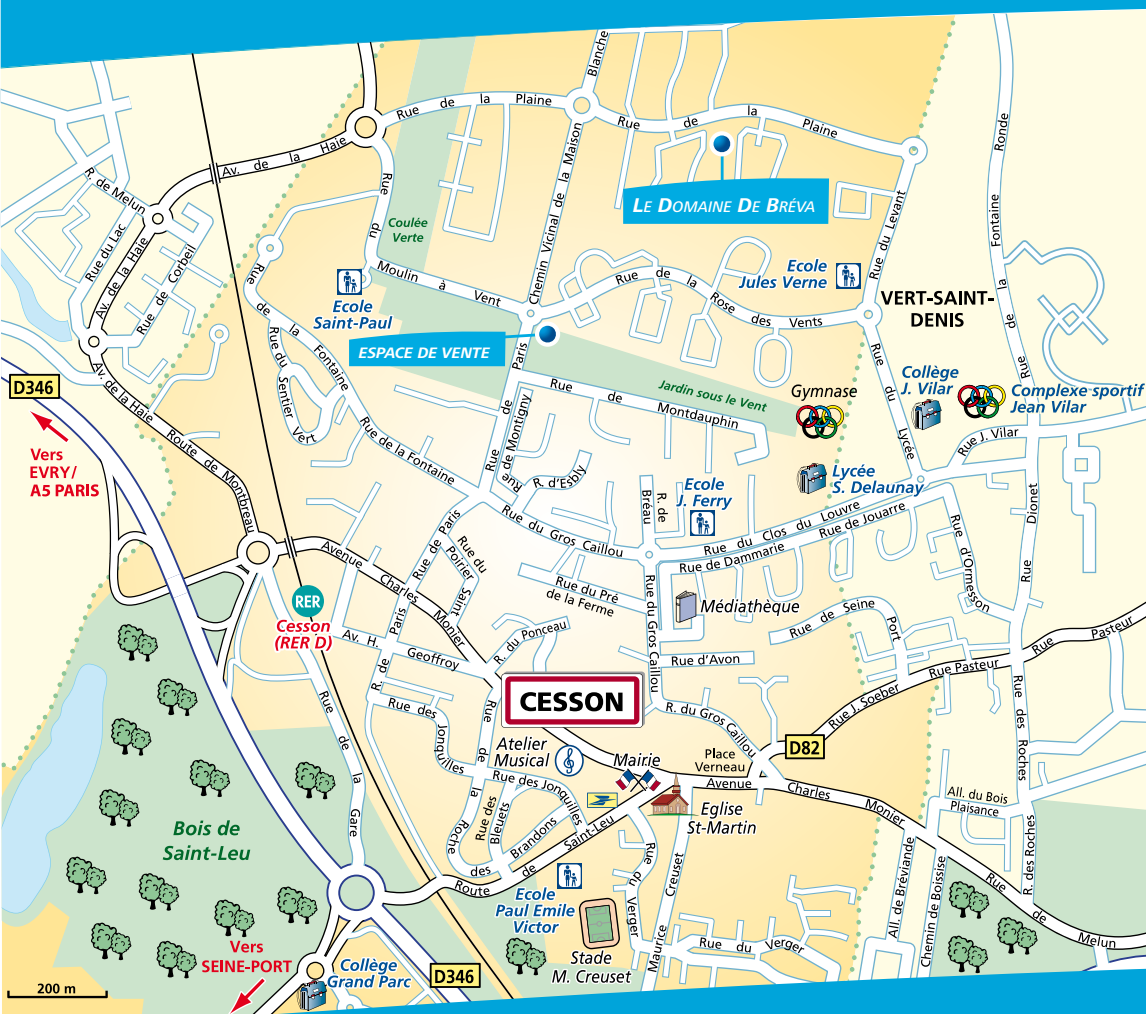 Blanche
Rue de la Plaine
Rue de la Plaine
Av. de la Haie
R. de Melun
Rue du Lac
Av. de la Haie
Rue de Corbeil
Rue du
Moulin à Vent
Coulée
Verte
Chemin Vicinal de la Maison
LE DOMAINE DE BRÉVA
Rue du Levant
Ronde
Fontaine
la
de
Rue
Ecole
Saint-Paul
Ecole
Jules Verne
Rue de la Rose des Vents
VERT-SAINT-
DENIS
ESPACE DE VENTE
Rue de la Fontaine
Rue du Sentier Vert
Rue de la Fontaine
D346
Vers
EVRY/
A5 PARIS
Av. de la Haie
Route de Montbreau
Paris
de
Rue
Rue de Montigny
Rue de Montdauphin
Jardin sous le Vent
Gymnase
Collège
J. Vilar
Complexe sportif
Jean Vilar
Rue du Lycée
Rue J. Vilar
Lycée
S. Delaunay
R. d'Esbly
Ecole
J. Ferry
R. de
Bréau
Rue du Gros Caillou
Rue du Clos du Louvre
Rue de Dammarie
Rue de Jouarre
Rue Dionet
Rue d'Ormesson
Rue de Paris
Rue du
Poirier Saint
Avenue Charles Monier
RER
Cesson
(RER D)
Rue du Pré
de la Ferme
Rue du Gros Caillou
Médiathèque
Rue de Seine
Port
R. du Ponceau
Av. H. Geoffroy
R. de Paris
Rue d'Avon
Rue J. Soeber
Rue Pasteur
Rue Pasteur
CESSON
R. du Gros Caillou
D82
Rue des Jonquilles
Rue de la Roche
Rue des Jonquilles
Rue des
Bleuets
des Brandons
Atelier
Musical
Mairie
Place
Verneau
Avenue Charles Monier
Eglise
St-Martin
Rue de la Gare
Route de Saint-Leu
Rue des Roches
All. du Bois
Plaisance
R. des Roches
Rue de Melun
All. de Bréviande
Chemin de Boissise
Bois de
Saint-Leu
Ecole
Paul Emile
Victor
Rue du Verger
Maurice Creuset
Rue du Verger
Stade
M. Creuset
Vers
SEINE-PORT
Collège
Grand Parc
D346
200 m